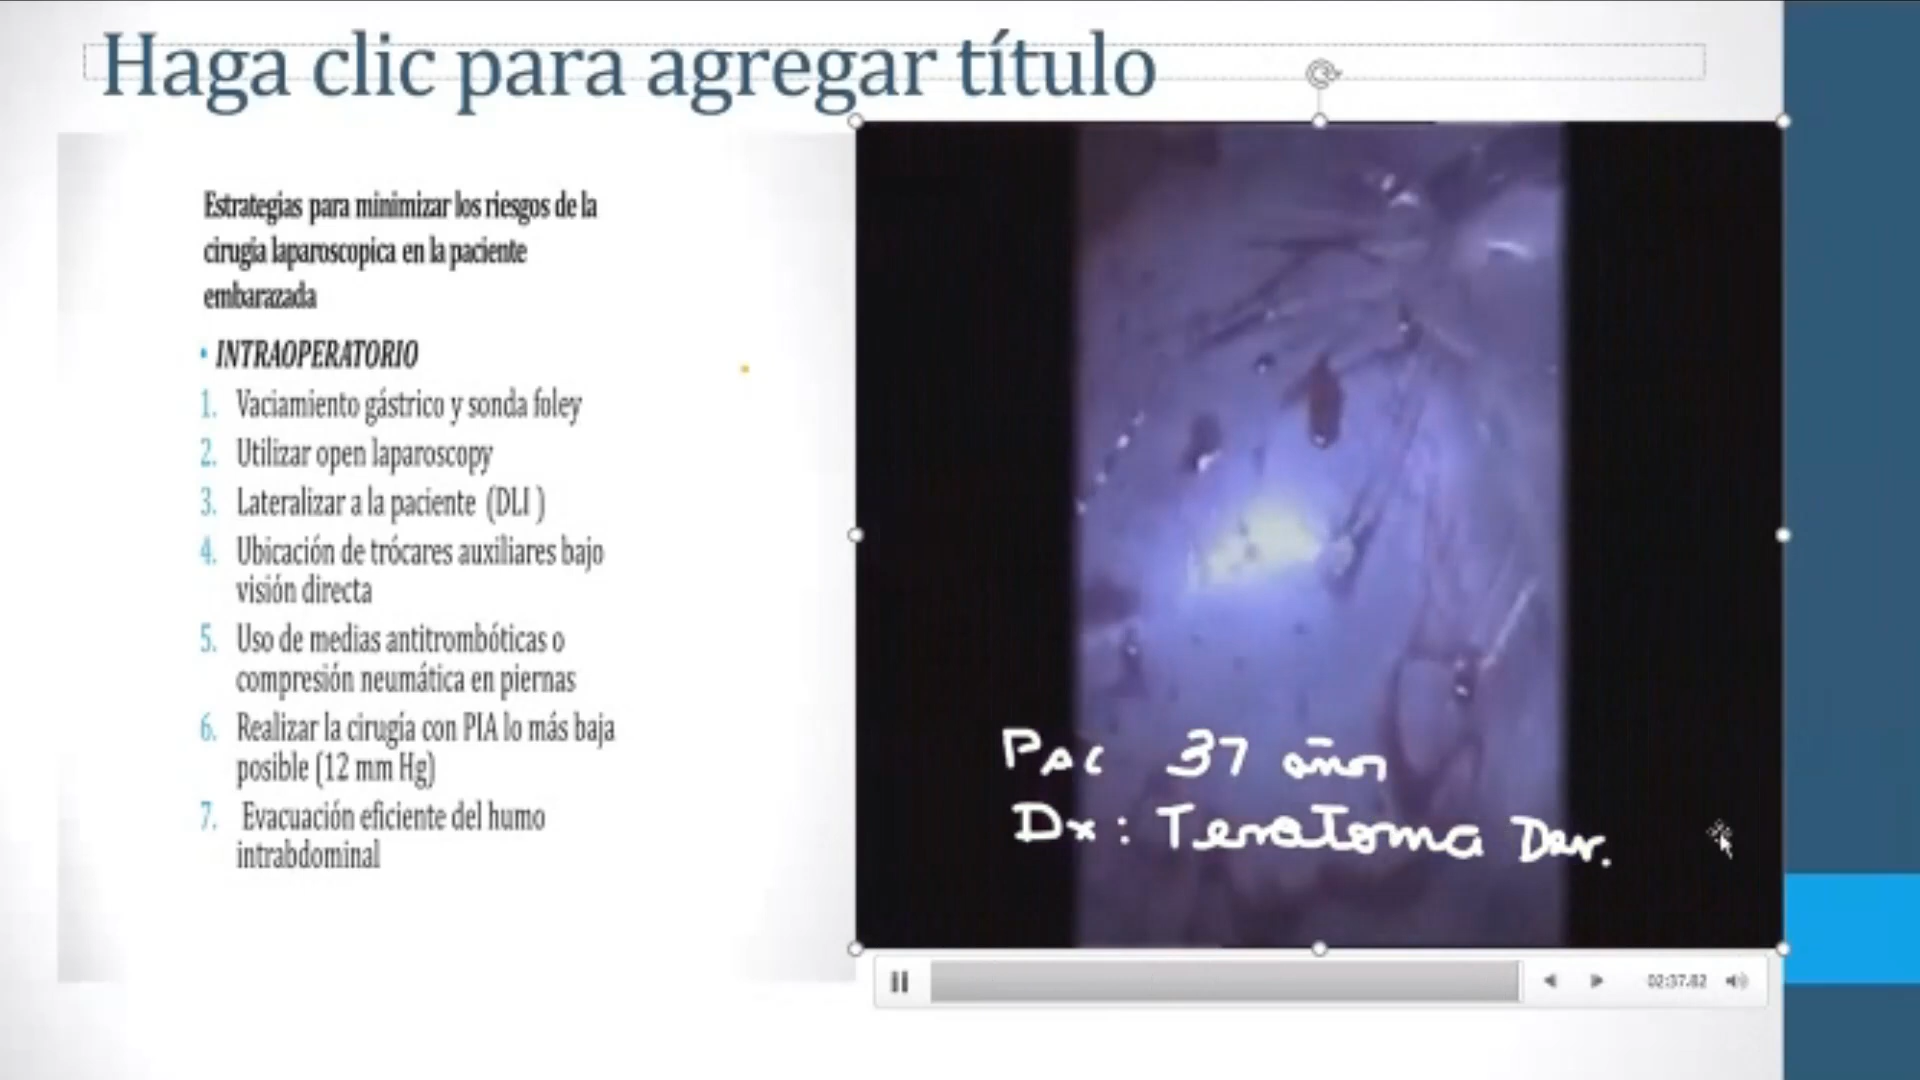 Haga clic para agregar título
Estrategias para minimizar los riesgos de la
cirugia laparoscopica en la paciente
embarazada
• INTRAOPERATORIO
1. Vaciamiento gástrico y sonda foley
2. Utilizar open laparoscopy
3. Lateralizar a la paciente (DLI )
4. Ubicación de trócares auxiliares bajo
visión directa
5. Uso de medias antitrombóticas o
compresión neumática en piernas
6. Realizar la cirugía con PIA lo más baja
posible (12 mm Hg)
7. Evacuación eficiente del humo
intrabdominal
Pac 37 años
Dx: Teratoma Der.
02:37.82